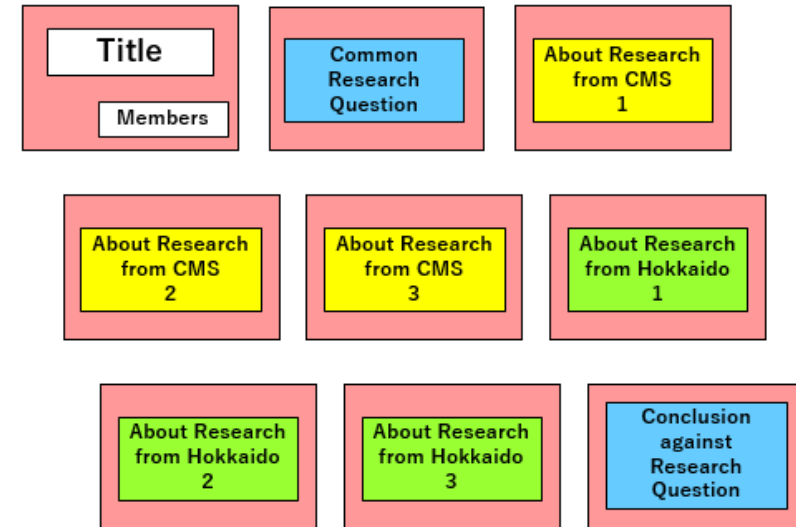 Title
Members
Common
Research
Question
About Research
from CMS
1
About Research
from CMS
2
About Research
from CMS
3
About Research
from Hokkaido
1
About Research
from Hokkaido
2
About Research
from Hokkaido
3
Conclusion
against
Research
Question